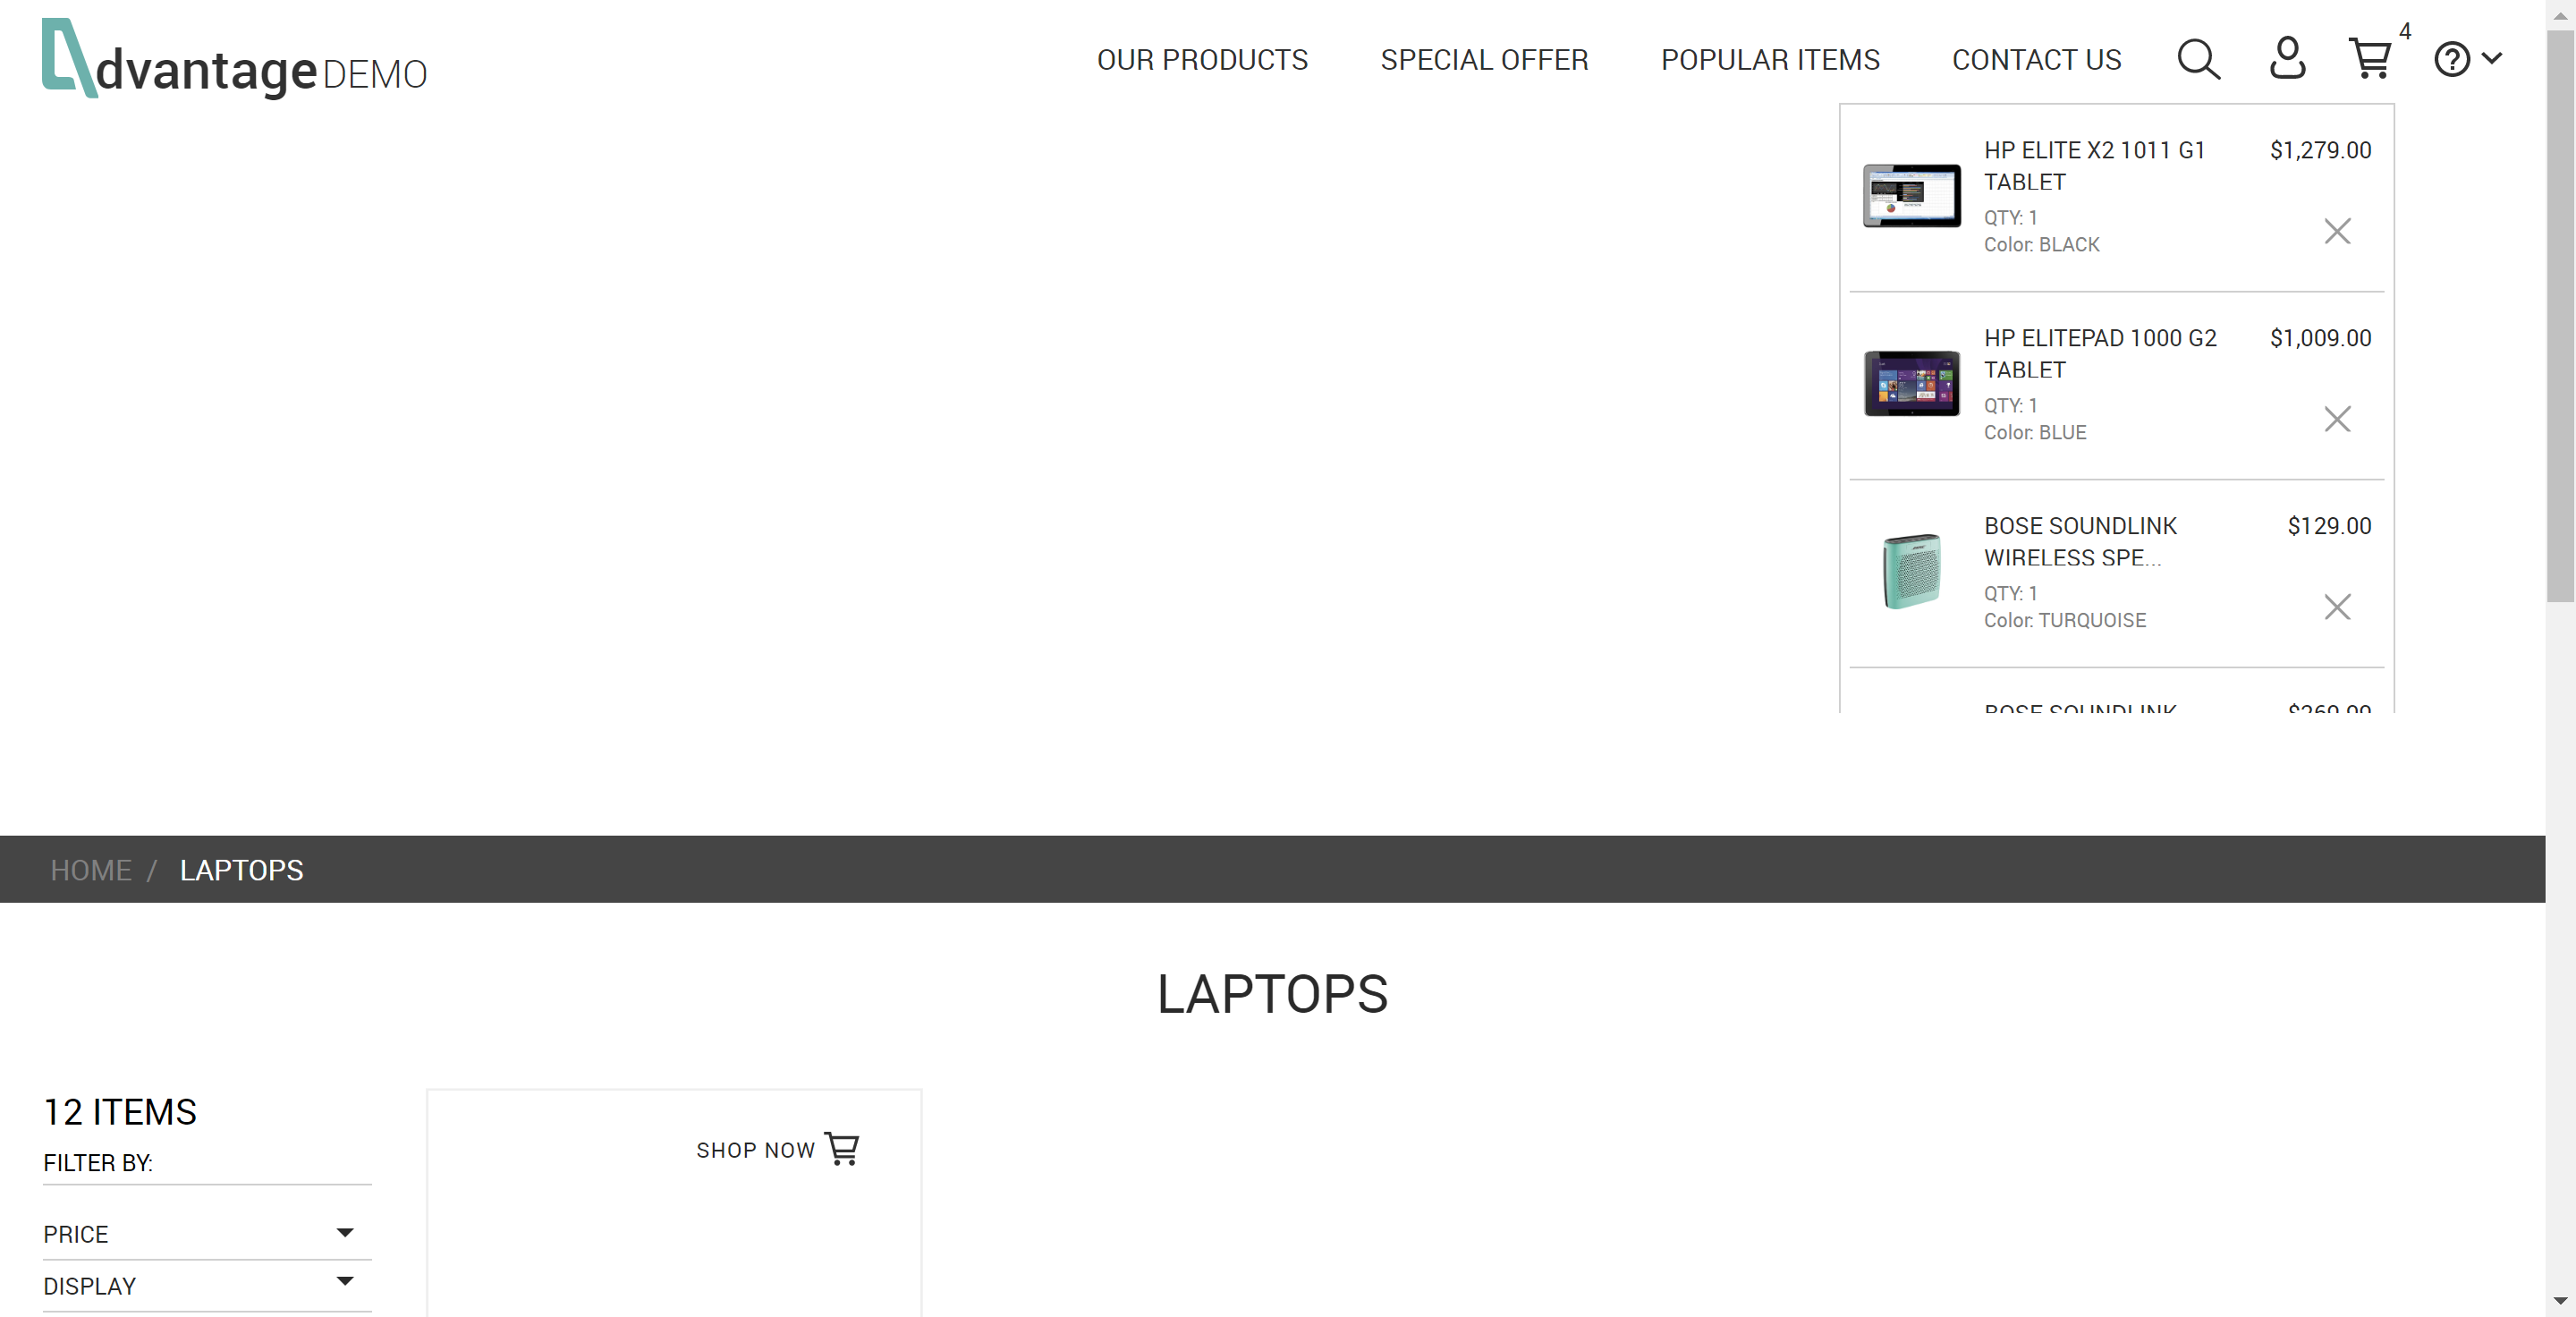 dvantage DEMO
OUR PRODUCTS SPECIAL OFFER POPULAR ITEMS CONTACT US 4
HP ELITE X2 1011 G1 $1,279.00
TABLET
QTY: 1
Color: BLACK
HP ELITEPAD 1000 G2 $1,009.00
TABLET
QTY: 1
Color: BLUE
BOSE SOUNDLINK $129.00
WIRELESS SPE...
QTY: 1
Color: TURQUOISE
BOSE SOUNDLINK
HOME / LAPTOPS
LAPTOPS
12 ITEMS
SHOP NOW
FILTER BY:
PRICE
DISPLAY